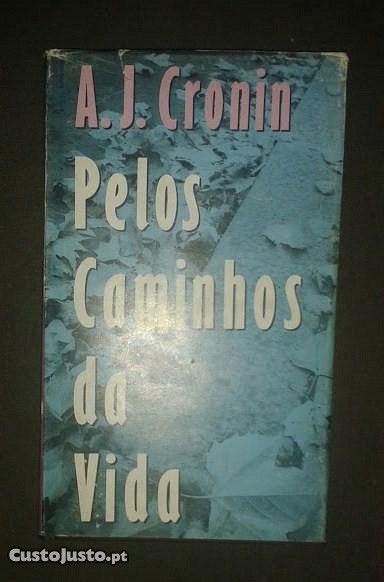 A. J. Cronin
Pelos
Caminhos
da
Vida
CustoJusto.pt